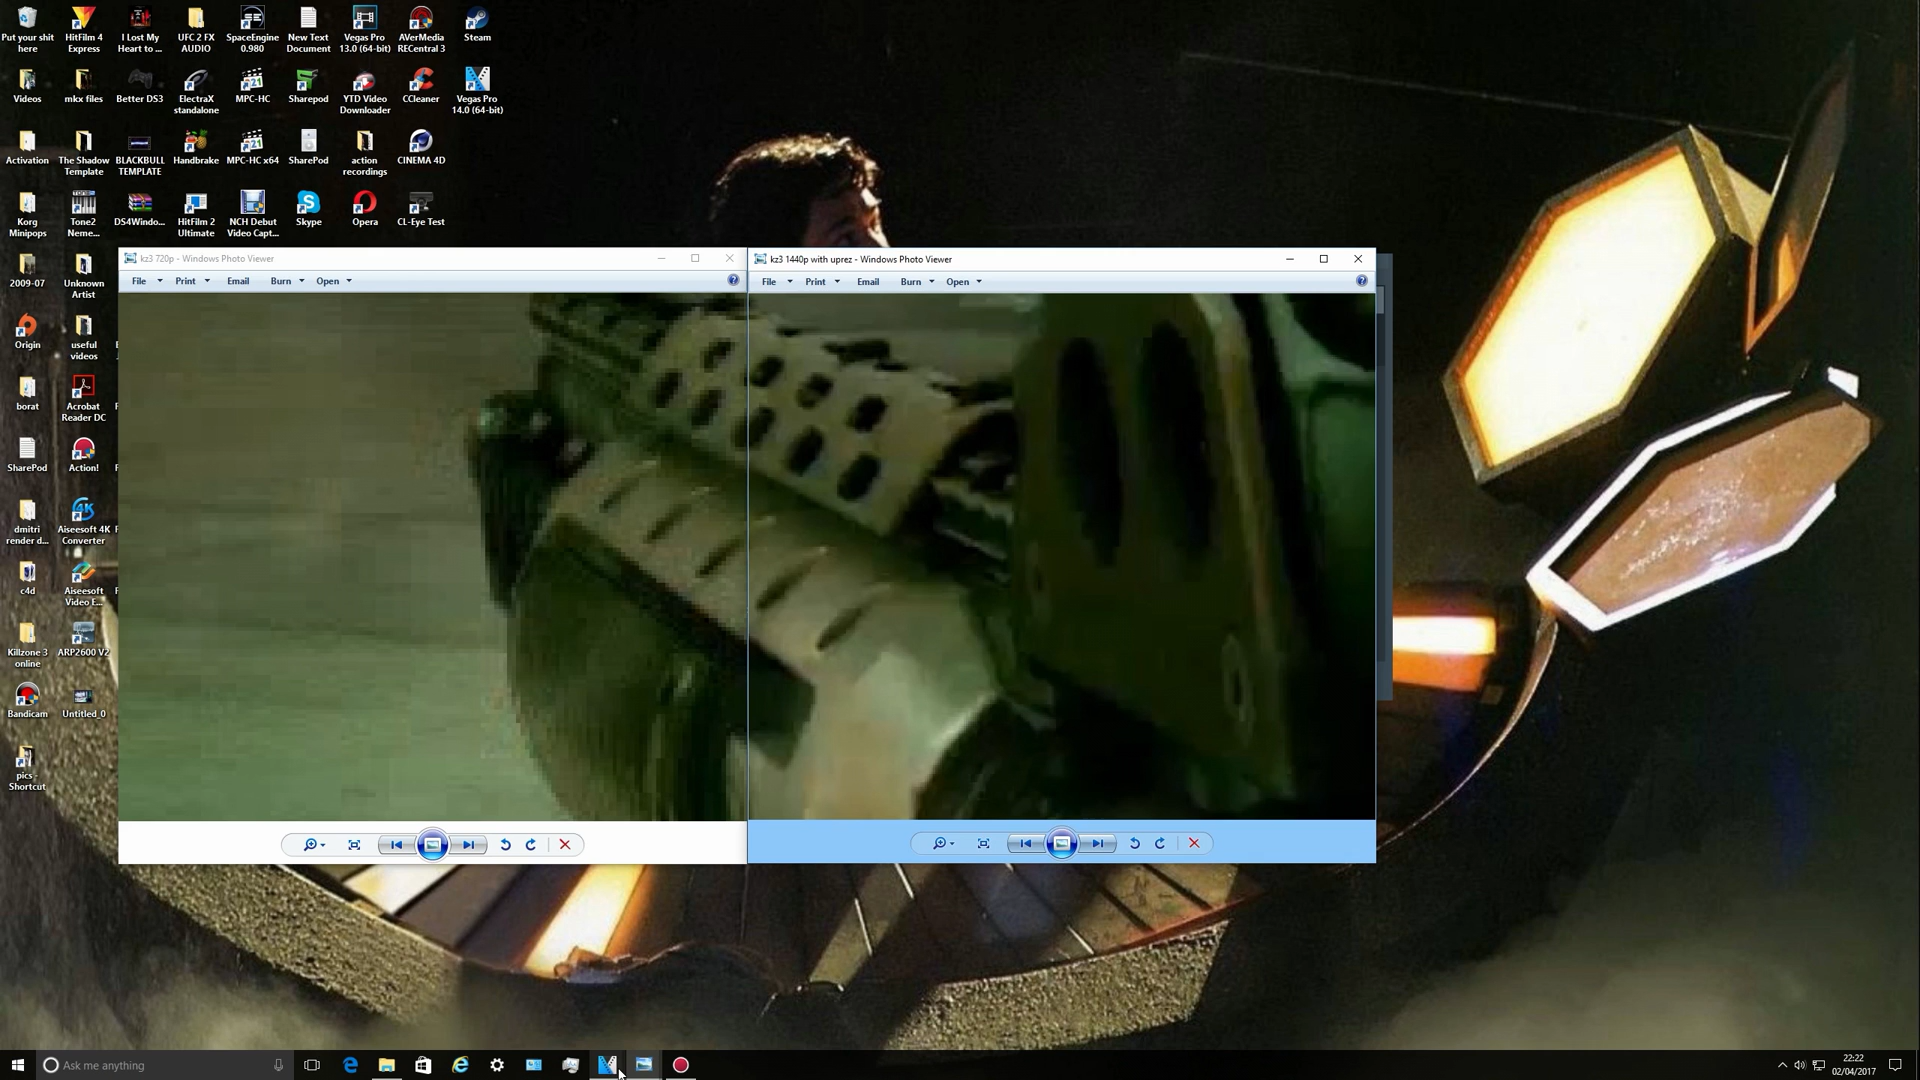 Put your shit here
HitFilm 4 Express
I Lost My Heart to ...
UFC 2 FX AUDIO
SpaceEngine 0.980
New Text Document
Vegas Pro 13.0 (64-bit)
AVerMedia RECentral 3
Steam
Videos
mkx files
Better DS3
ElectraX standalone
MPC-HC
Sharepod
YTD Video Downloader
CCleaner
Vegas Pro 14.0 (64-bit)
Activation
The Shadow Template
BLACKBULL TEMPLATE
Handbrake
MPC-HC x64
SharePod
action recordings
CINEMA 4D
Korg Minipops
Tone2 Neme...
DS4Windo...
HitFilm 2 Ultimate
NCH Debut Video Capt...
Skype
Opera
CL-Eye Test
2009-07
Unknown Artist
Origin
useful videos
borat
Acrobat Reader DC
SharePod
Action!
dmitri render d...
Aiseesoft 4K Converter
c4d
Aiseesoft Video E...
Killzone 3 online
ARP2600 V2
Bandicam
Untitled_0
pics - Shortcut
kz3 720p - Windows Photo Viewer
File Print Email Burn Open
kz3 1440p with uprez - Windows Photo Viewer
File Print Email Burn Open
Ask me anything
22:22
02/04/2017